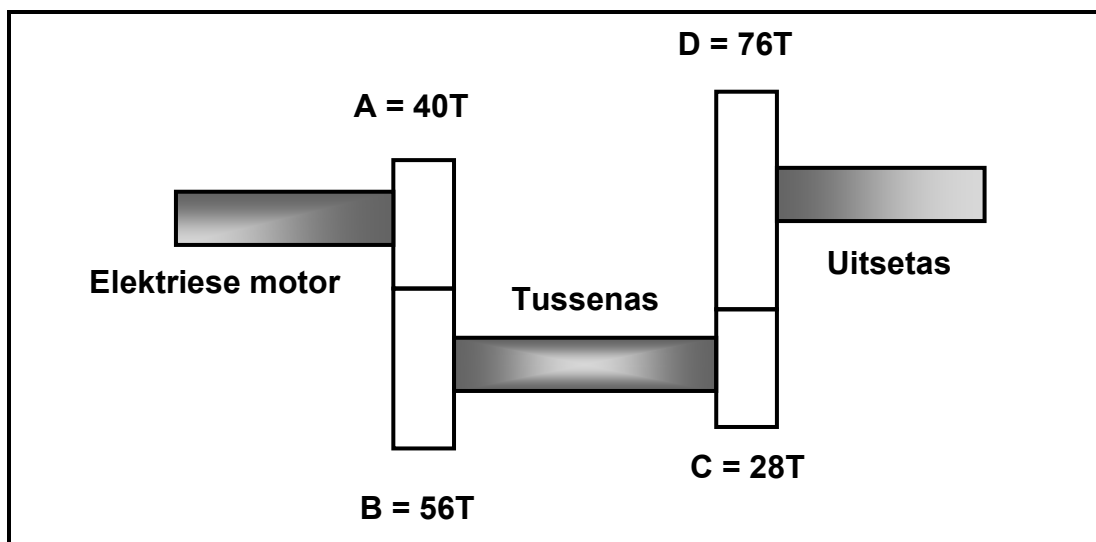 D = 76T
A = 40T
Elektriese motor
Tussenas
Uitsetas
B = 56T
C = 28T